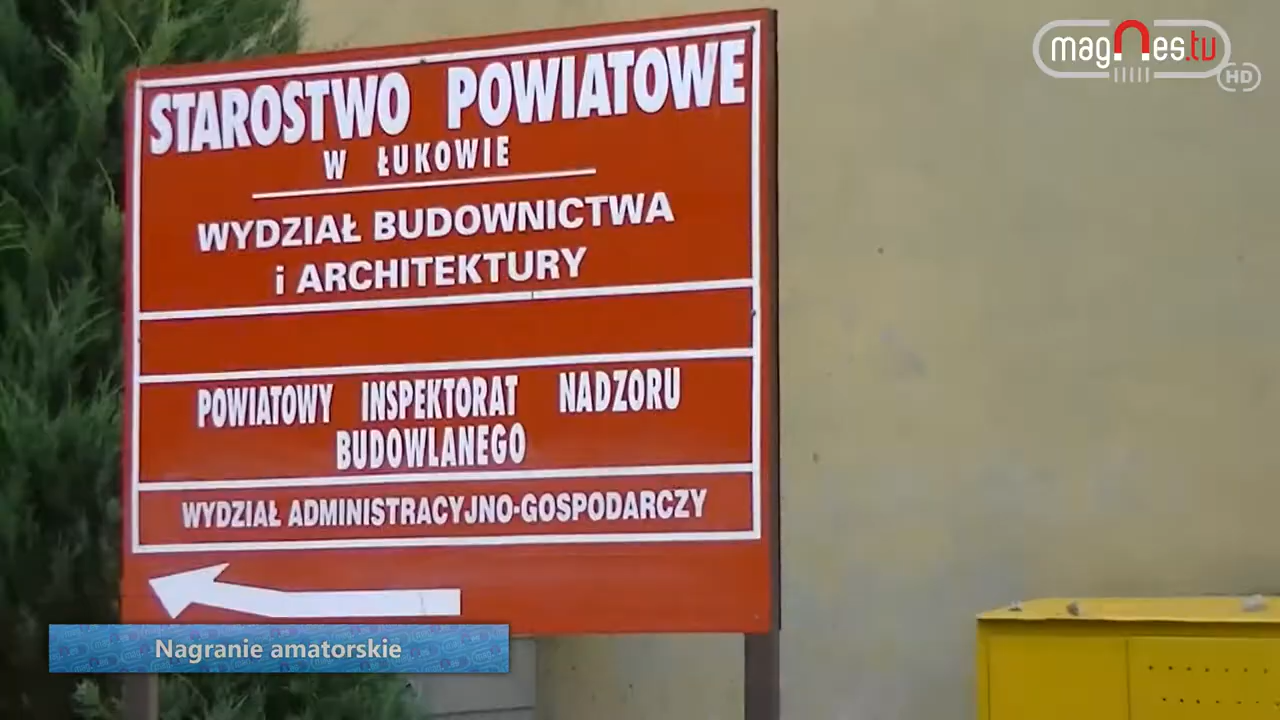 magnes.tv
HD
STAROSTWO POWIATOWE
W ŁUKOWIE
WYDZIAŁ BUDOWNICTWA
i ARCHITEKTURY
POWIATOWY INSPEKTORAT NADZORU
BUDOWLANEGO
WYDZIAŁ ADMINISTRACYJNO-GOSPODARCZY
Nagranie amatorskie